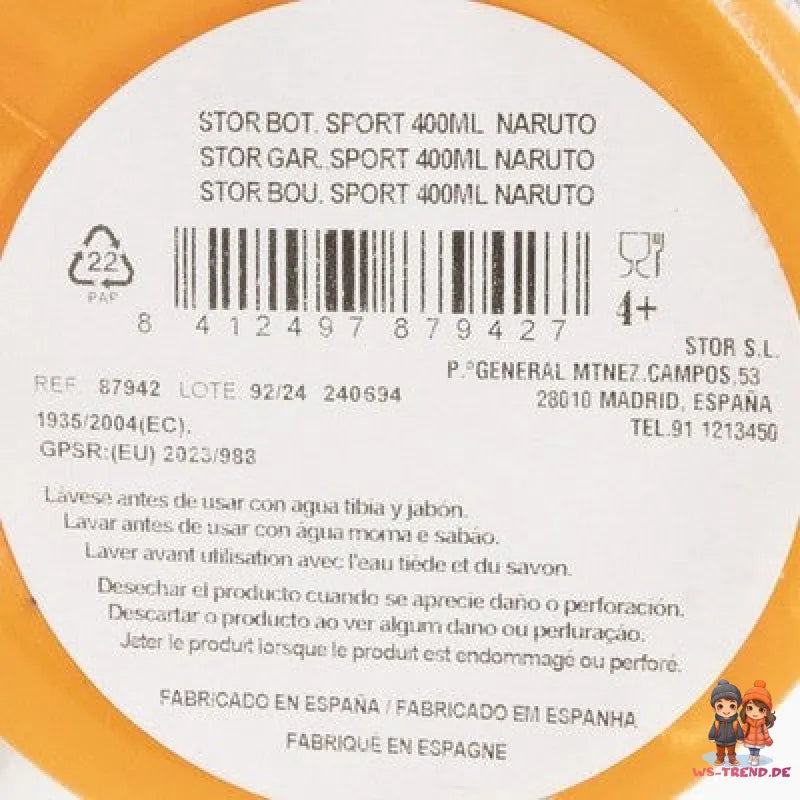 STOR BOT. SPORT 400ML NARUTO
STOR GAR. SPORT 400ML NARUTO
STOR BOU. SPORT 400ML NARUTO
22
PAP
8 412497 879427
4+
STOR S.L.
P.ºGENERAL MTNEZ.CAMPOS,53
28010 MADRID, ESPAÑA
TEL.91 1213450
REF. 87942 LOTE 92/24 240694
1935/2004(EC).
GPSR:(EU) 2023/988
Lávese antes de usar con agua tibia y jabón.
Lavar antes de usar com água morna e sabão.
Laver avant utilisation avec l'eau tiède et du savon.
Desechar el producto cuando se aprecie daño o perforación.
Descartar o produto ao ver algum dano ou perfuração.
Jeter le produit lorsque le produit est endommagé ou perforé.
FABRICADO EN ESPAÑA / FABRICADO EM ESPANHA
FABRIQUÉ EN ESPAGNE
WS-TREND.DE